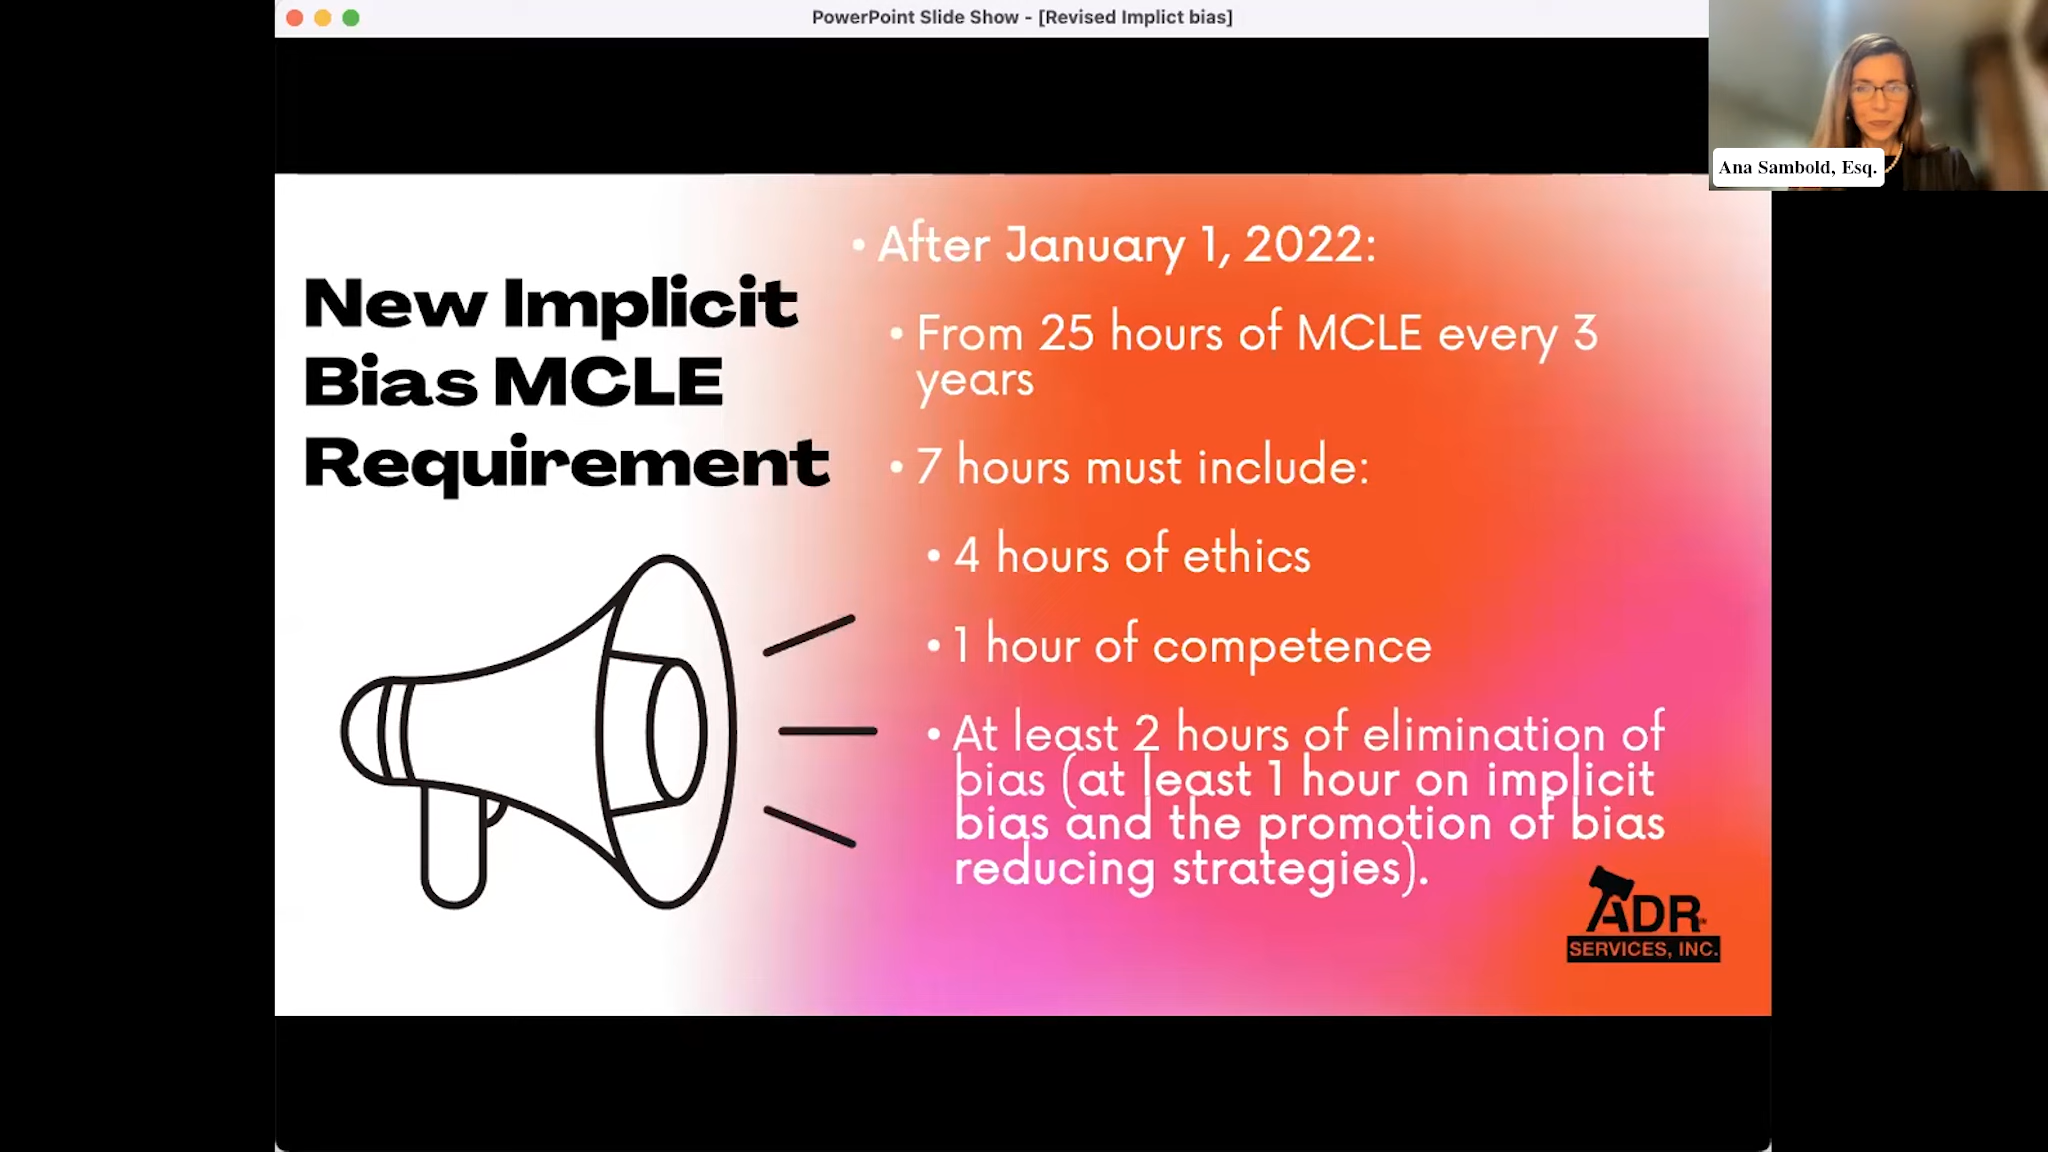 PowerPoint Slide Show - [Revised Implict bias]
Ana Sambold, Esq.
New Implicit
Bias MCLE
Requirement
• After January 1, 2022:
• From 25 hours of MCLE every 3
years
• 7 hours must include:
• 4 hours of ethics
• 1 hour of competence
• At least 2 hours of elimination of
bias (at least 1 hour on implicit
bias and the promotion of bias
reducing strategies).
ADR
SERVICES, INC.